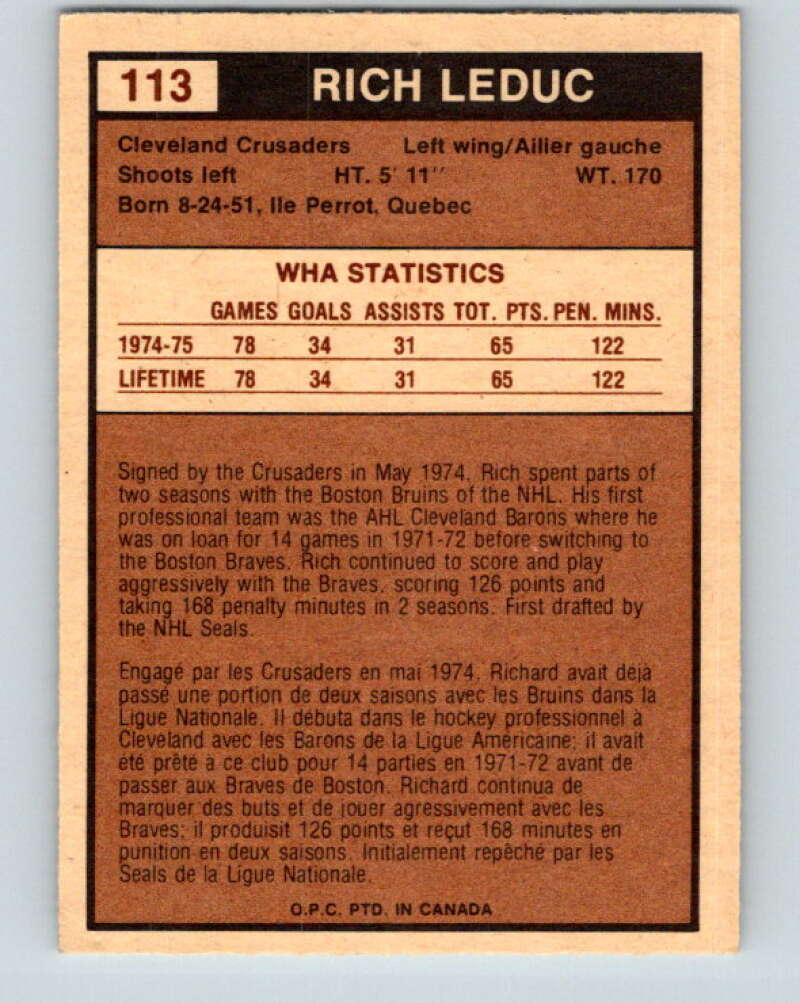 113 RICH LEDUC
Cleveland Crusaders Left wing/Ailier gauche
Shoots left HT. 5' 11'' WT. 170
Born 8-24-51, Ile Perrot, Quebec
WHA STATISTICS
GAMES GOALS ASSISTS TOT. PTS. PEN. MINS.
1974-75 78 34 31 65 122
LIFETIME 78 34 31 65 122
Signed by the Crusaders in May 1974, Rich spent parts of
two seasons with the Boston Bruins of the NHL. His first
professional team was the AHL Cleveland Barons where he
was on loan for 14 games in 1971-72 before switching to
the Boston Braves. Rich continued to score and play
aggressively with the Braves, scoring 126 points and
taking 168 penalty minutes in 2 seasons. First drafted by
the NHL Seals.
Engagé par les Crusaders en mai 1974, Richard avait déjà
passé une portion de deux saisons avec les Bruins dans la
Ligue Nationale. Il débuta dans le hockey professionnel à
Cleveland avec les Barons de la Ligue Américaine; il avait
été prêté à ce club pour 14 parties en 1971-72 avant de
passer aux Braves de Boston. Richard continua de
marquer des buts et de jouer agressivement avec les
Braves; il produisit 126 points et reçut 168 minutes en
punition en deux saisons. Initialement repêché par les
Seals de la Ligue Nationale.
O.P.C. PTD. IN CANADA